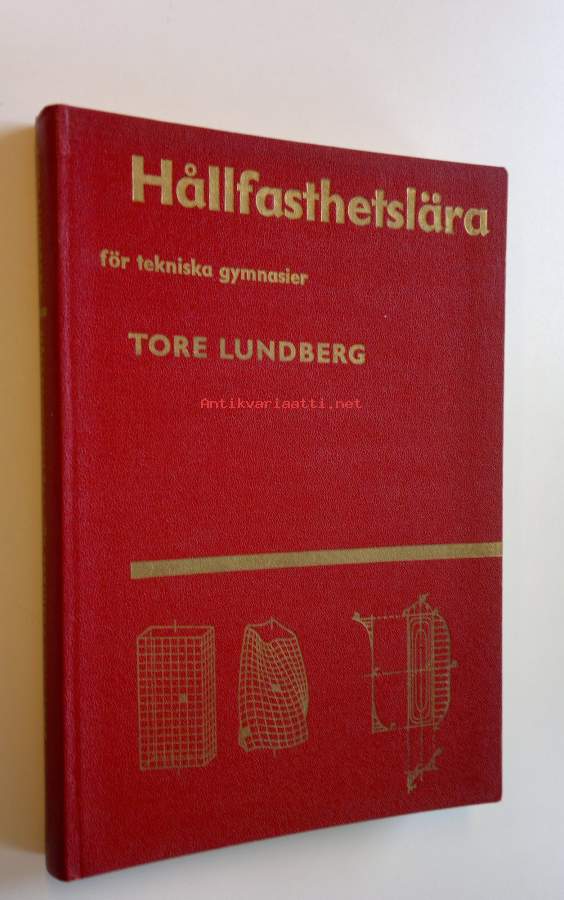 Hållfasthetslära
för tekniska gymnasier
TORE LUNDBERG
Antikvariaatti.net